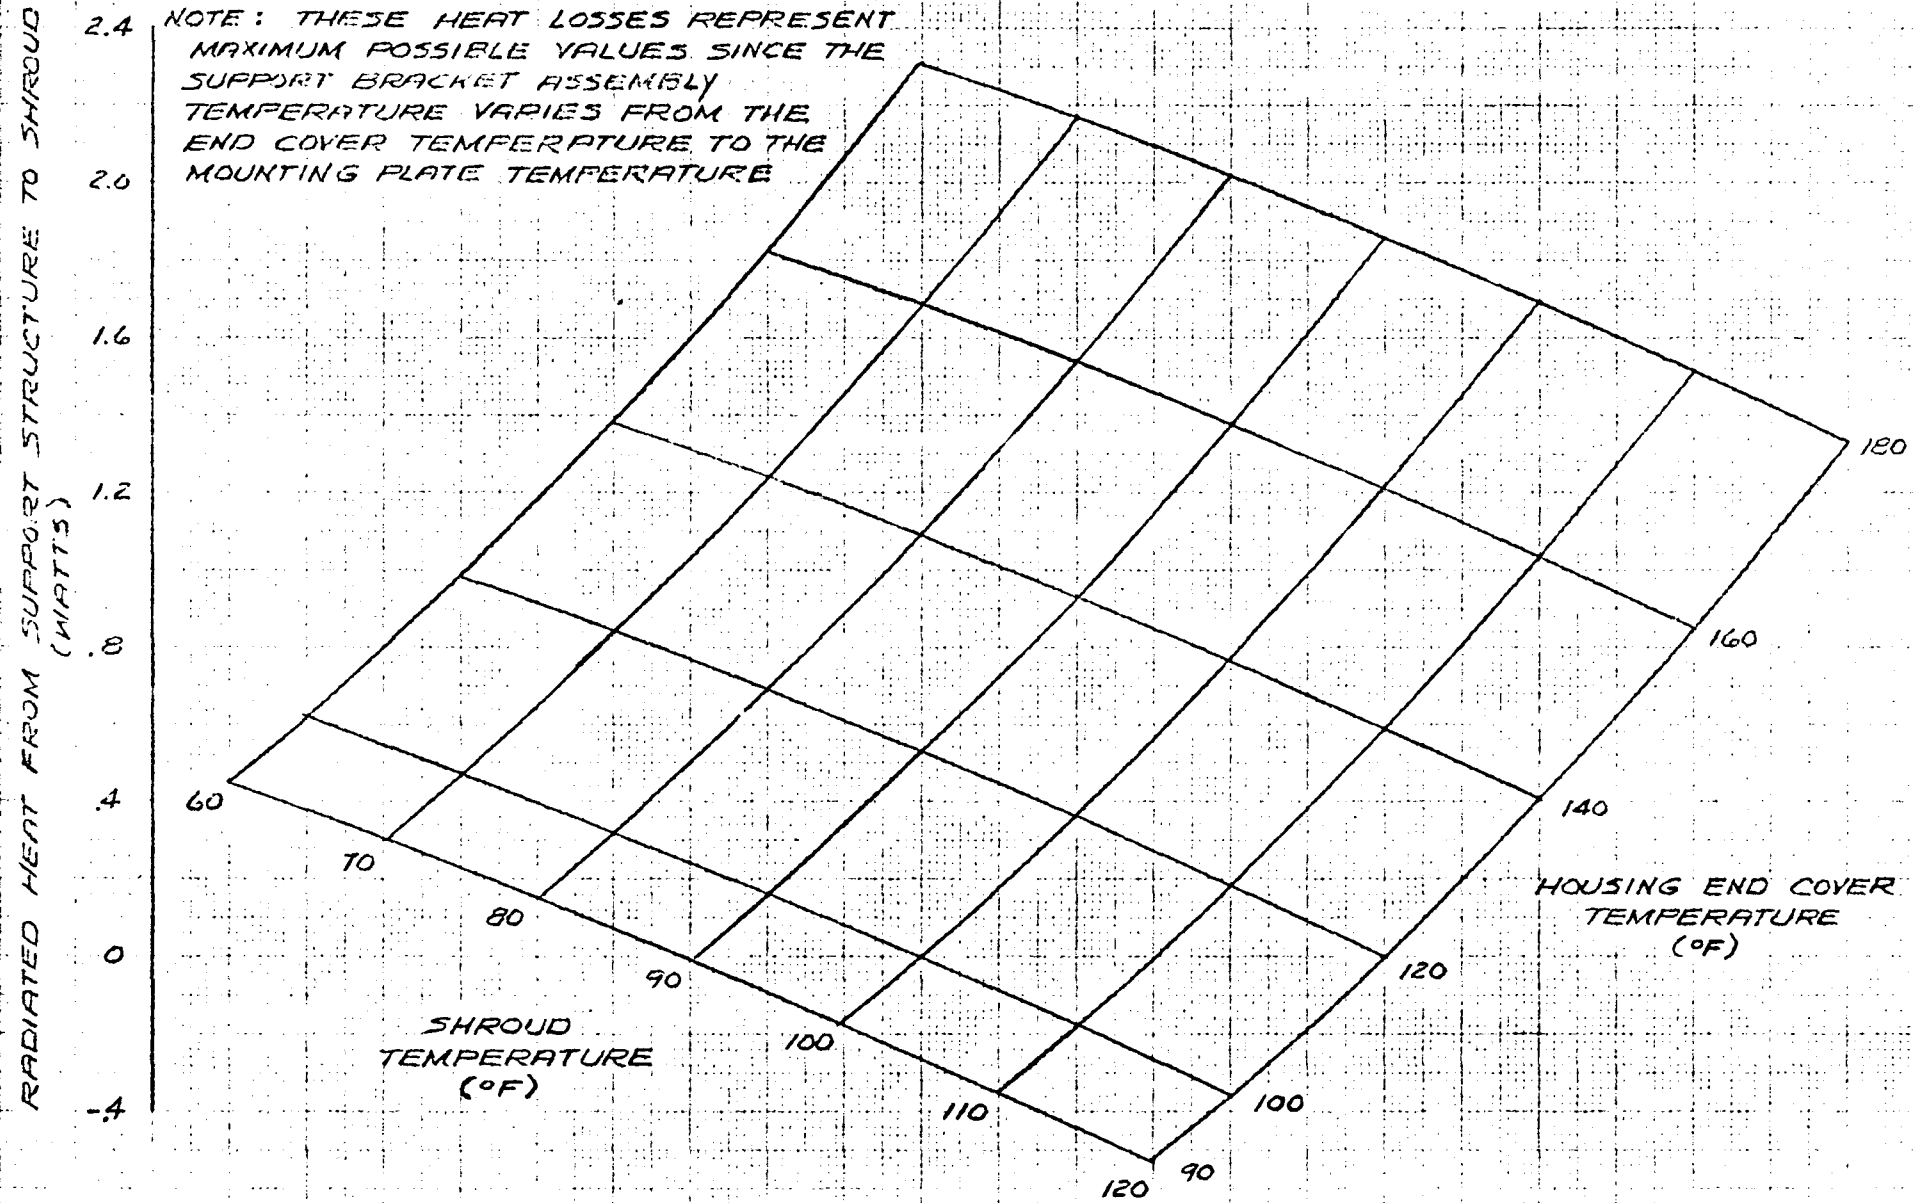 NOTE: THESE HEAT LOSSES REPRESENT
MAXIMUM POSSIBLE VALUES SINCE THE
SUPPORT BRACKET ASSEMBLY
TEMPERATURE VARIES FROM THE
END COVER TEMPERATURE TO THE
MOUNTING PLATE TEMPERATURE
RADIATED HEAT FROM SUPPORT STRUCTURE TO SHROUD
(WATTS)
2.4
2.0
1.6
1.2
.8
.4
0
-.4
60
70
80
90
100
110
120
SHROUD
TEMPERATURE
(°F)
180
160
140
120
100
90
HOUSING END COVER
TEMPERATURE
(°F)